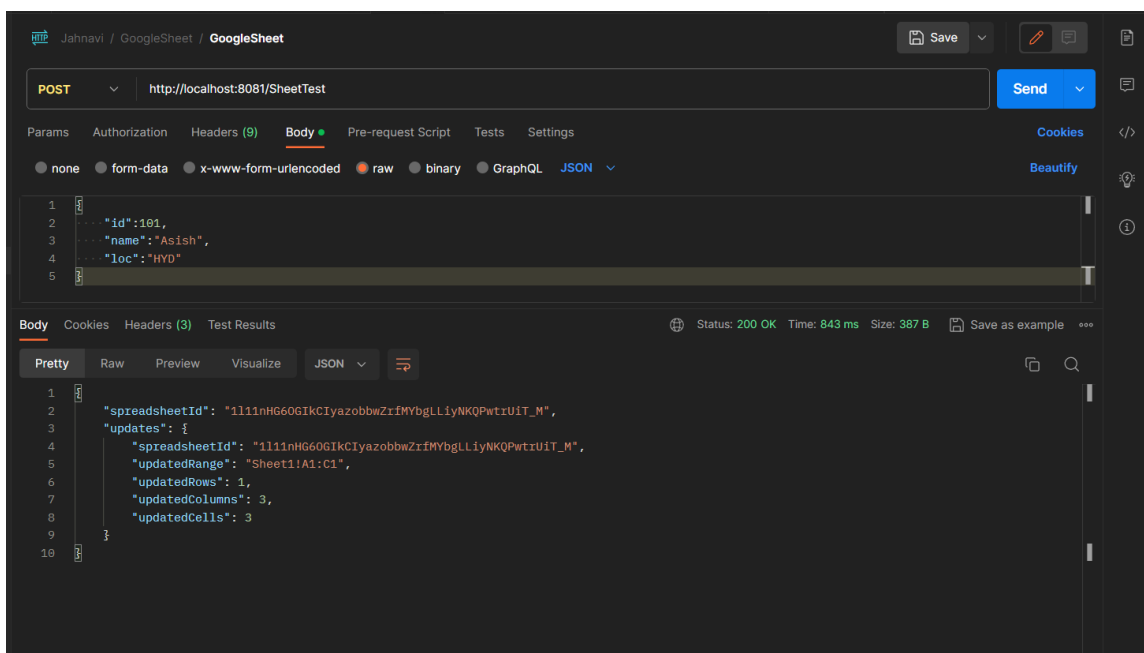 HTTP Jahnavi / GoogleSheet / GoogleSheet Save
POST http://localhost:8081/SheetTest Send
Params Authorization Headers (9) Body Pre-request Script Tests Settings Cookies
none form-data x-www-form-urlencoded raw binary GraphQL JSON Beautify
1 {
2 "id":101,
3 "name":"Asish",
4 "loc":"HYD"
5 }
Body Cookies Headers (3) Test Results Status: 200 OK Time: 843 ms Size: 387 B Save as example
Pretty Raw Preview Visualize JSON
1 {
2 "spreadsheetId": "1l11nHG6OGIkCIyazobbwZrfMYbgLLiyNKQPwtrUiT_M",
3 "updates": {
4 "spreadsheetId": "1l11nHG6OGIkCIyazobbwZrfMYbgLLiyNKQPwtrUiT_M",
5 "updatedRange": "Sheet1!A1:C1",
6 "updatedRows": 1,
7 "updatedColumns": 3,
8 "updatedCells": 3
9 }
10 }